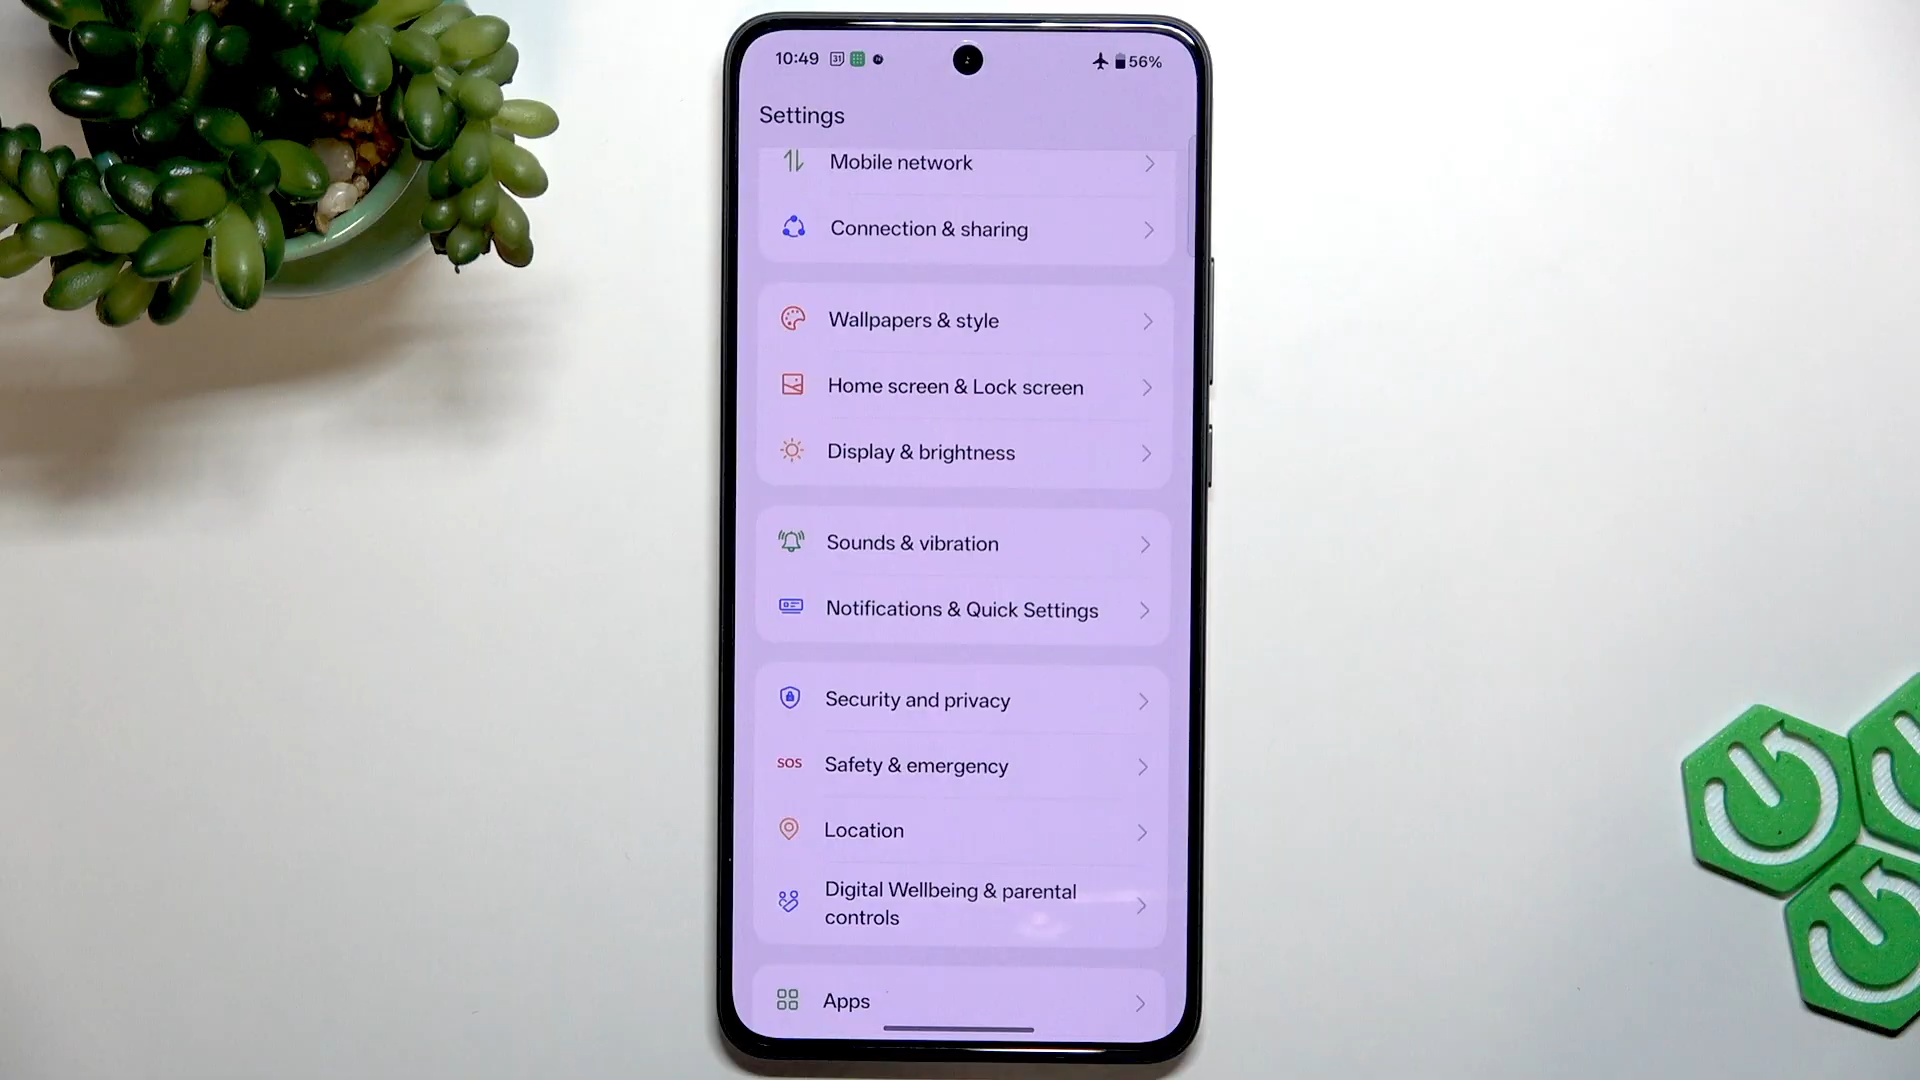 10:49 31 56%
Settings
Mobile network
Connection & sharing
Wallpapers & style
Home screen & Lock screen
Display & brightness
Sounds & vibration
Notifications & Quick Settings
Security and privacy
SOS Safety & emergency
Location
Digital Wellbeing & parental
controls
Apps